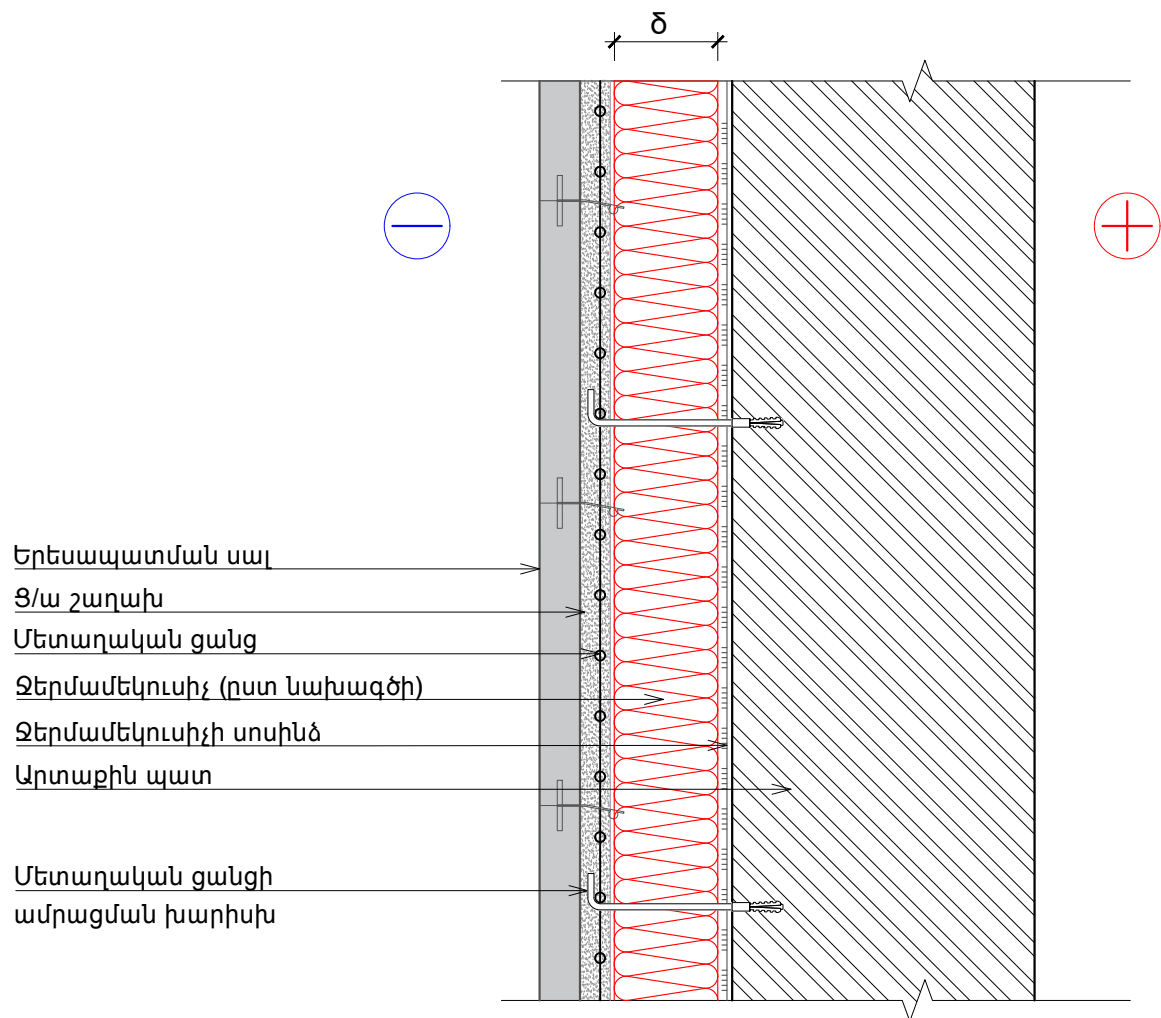 δ
Երեսապատման սալ
Ց/ա շաղախ
Մետաղական ցանց
Ջերմամեկուսիչ (ըստ նախագծի)
Ջերմամեկուսիչի սոսինձ
Արտաքին պատ
Մետաղական ցանցի
ամրացման խարիսխ